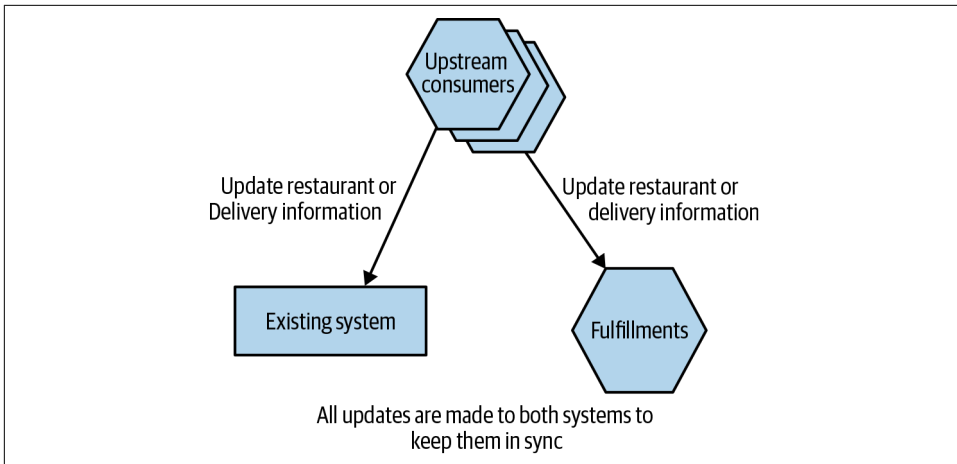 Upstream
consumers
Update restaurant or
Delivery information
Update restaurant or
delivery information
Existing system
Fulfillments
All updates are made to both systems to
keep them in sync